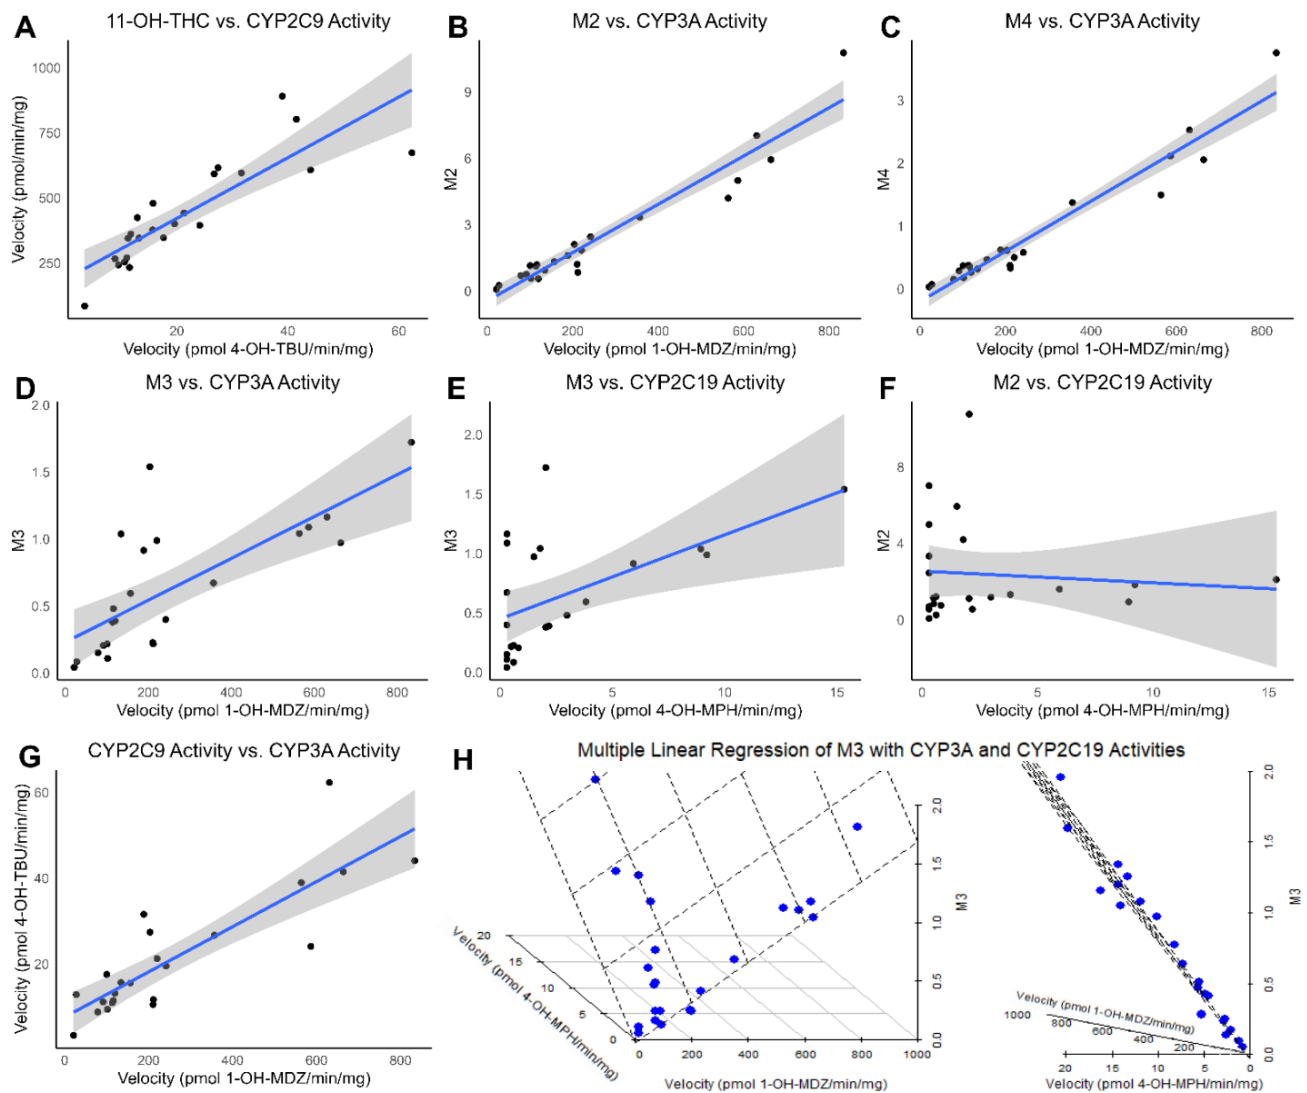 A
11-OH-THC vs. CYP2C9 Activity
Velocity (pmol/min/mg)
1000
750
500
250
20
40
60
Velocity (pmol 4-OH-TBU/min/mg)
B
M2 vs. CYP3A Activity
M2
9
6
3
0
0
200
400
600
800
Velocity (pmol 1-OH-MDZ/min/mg)
C
M4 vs. CYP3A Activity
M4
3
2
1
0
0
200
400
600
800
Velocity (pmol 1-OH-MDZ/min/mg)
D
M3 vs. CYP3A Activity
M3
2.0
1.5
1.0
0.5
0.0
0
200
400
600
800
Velocity (pmol 1-OH-MDZ/min/mg)
E
M3 vs. CYP2C19 Activity
M3
2.0
1.5
1.0
0.5
0.0
0
5
10
15
Velocity (pmol 4-OH-MPH/min/mg)
F
M2 vs. CYP2C19 Activity
M2
8
4
0
0
5
10
15
Velocity (pmol 4-OH-MPH/min/mg)
G
CYP2C9 Activity vs. CYP3A Activity
Velocity (pmol 4-OH-TBU/min/mg)
60
40
20
0
200
400
600
800
Velocity (pmol 1-OH-MDZ/min/mg)
H
Multiple Linear Regression of M3 with CYP3A and CYP2C19 Activities
Velocity (pmol 4-OH-MPH/min/mg)
20
15
10
5
0
0
200
400
600
800
1000
Velocity (pmol 1-OH-MDZ/min/mg)
2.0
1.5
1.0
0.5
0.0
M3
Velocity (pmol 1-OH-MDZ/min/mg)
1000
800
600
400
200
20
15
10
5
0
Velocity (pmol 4-OH-MPH/min/mg)
2.0
1.5
1.0
0.5
0.0
M3